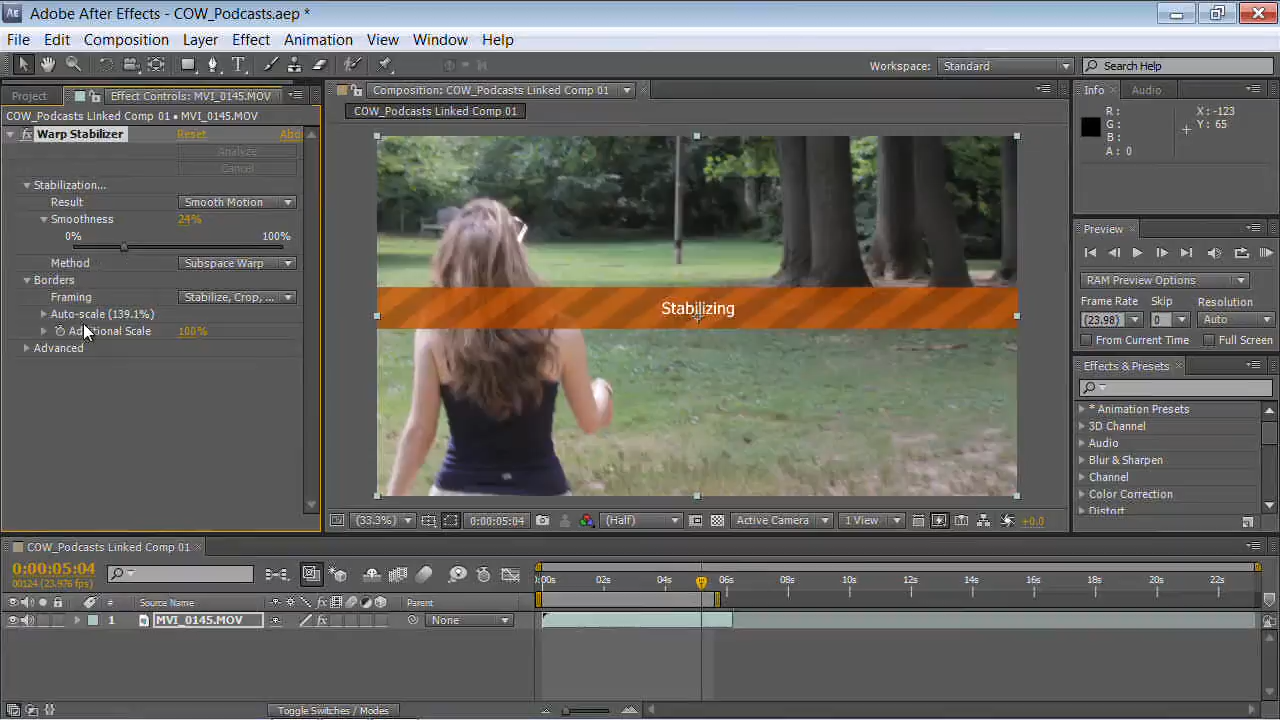 Adobe After Effects - COW_Podcasts.aep *
File Edit Composition Layer Effect Animation View Window Help
Workspace: Standard Search Help
Project Effect Controls: MVI_0145.MOV
COW_Podcasts Linked Comp 01 • MVI_0145.MOV
fx Warp Stabilizer Reset Abo
Analyze
Cancel
Stabilization...
Result Smooth Motion
Smoothness 24%
0% 100%
Method Subspace Warp
Borders
Framing Stabilize, Crop, ...
Auto-scale (139.1%)
Additional Scale 100%
Advanced
Composition: COW_Podcasts Linked Comp 01
COW_Podcasts Linked Comp 01
Stabilizing
(33.3%) 0:00:05:04 (Half) Active Camera 1 View +0.0
Info Audio
R : X : -123
G : Y : 65
B :
A : 0
Preview
RAM Preview Options
Frame Rate Skip Resolution
(23.98) 0 Auto
From Current Time Full Screen
Effects & Presets
* Animation Presets
3D Channel
Audio
Blur & Sharpen
Channel
Color Correction
Distort
COW_Podcasts Linked Comp 01
0:00:05:04
00124 (23.976 fps)
):00s 02s 04s 06s 08s 10s 12s 14s 16s 18s 20s 22s
# Source Name fx Parent
1 MVI_0145.MOV None
Toggle Switches / Modes